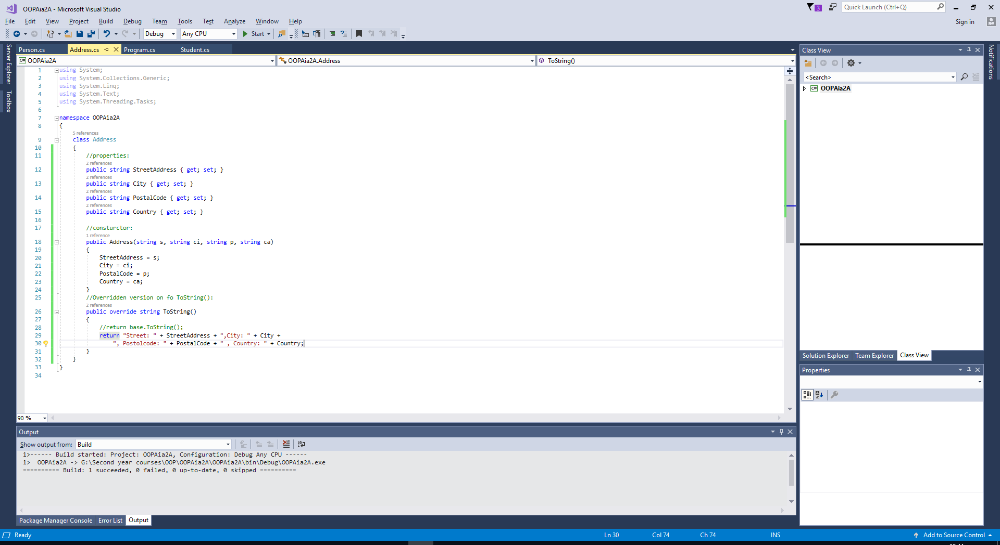 OOPAia2A - Microsoft Visual Studio
3
Quick Launch (Ctrl+Q)
File Edit View Project Build Debug Team Tools Test Analyze Window Help
Sign in
Debug Any CPU Start
Server Explorer
Toolbox
Person.cs Address.cs Program.cs Student.cs
C# OOPAia2A OOPAia2A.Address ToString()
1 using System;
2 using System.Collections.Generic;
3 using System.Linq;
4 using System.Text;
5 using System.Threading.Tasks;
6
7 namespace OOPAia2A
8 {
5 references
9 class Address
10 {
11 //properties:
2 references
12 public string StreetAddress { get; set; }
2 references
13 public string City { get; set; }
2 references
14 public string PostalCode { get; set; }
2 references
15 public string Country { get; set; }
16
17 //consturctor:
1 reference
18 public Address(string s, string ci, string p, string ca)
19 {
20 StreetAddress = s;
21 City = ci;
22 PostalCode = p;
23 Country = ca;
24 }
25 //Overridden version on fo ToString():
2 references
26 public override string ToString()
27 {
28 //return base.ToString();
29 return "Street: " + StreetAddress + ",City: " + City +
30 ", Postolcode: " + PostalCode + " , Country: " + Country;
31 }
32 }
33 }
34
90 %
Output
Show output from: Build
1>------ Build started: Project: OOPAia2A, Configuration: Debug Any CPU ------
1>  OOPAia2A -> G:\Second year courses\OOP\OOPAia2A\OOPAia2A\bin\Debug\OOPAia2A.exe
========== Build: 1 succeeded, 0 failed, 0 up-to-date, 0 skipped ==========
Package Manager Console Error List Output
Class View
<Search>
C# OOPAia2A
Solution Explorer Team Explorer Class View
Properties
Notifications
Ready Ln 30 Col 74 Ch 74 INS Add to Source Control